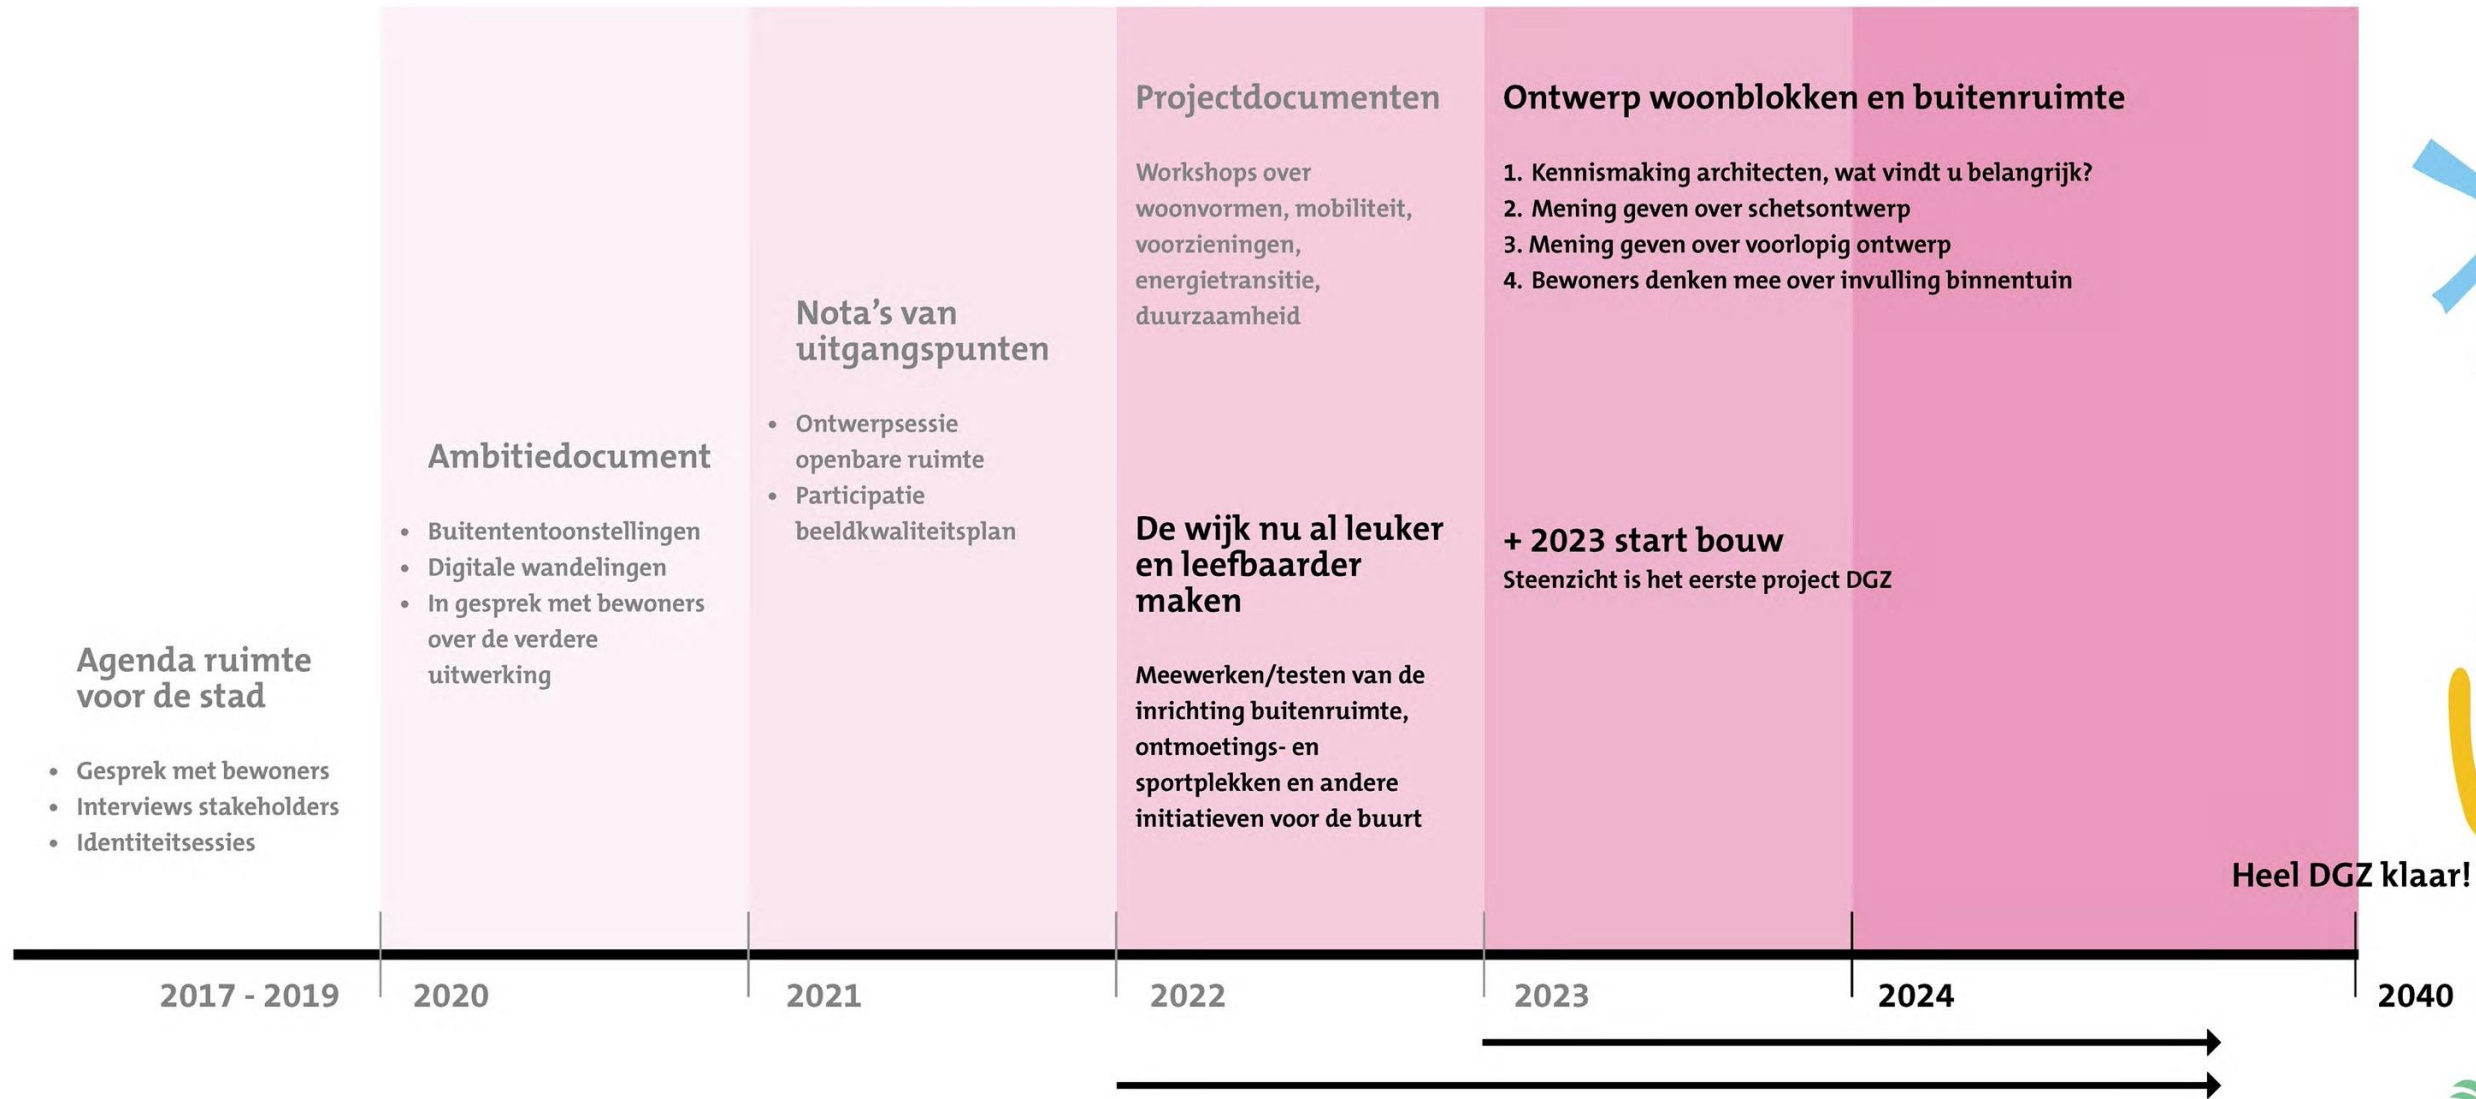 Agenda ruimte
voor de stad
• Gesprek met bewoners
• Interviews stakeholders
• Identiteitsessies
Ambitiedocument
• Buitententoonstellingen
• Digitale wandelingen
• In gesprek met bewoners
over de verdere
uitwerking
Nota’s van
uitgangspunten
• Ontwerpsessie
openbare ruimte
• Participatie
beeldkwaliteitsplan
Projectdocumenten
Workshops over
woonvormen, mobiliteit,
voorzieningen,
energietransitie,
duurzaamheid
De wijk nu al leuker
en leefbaarder
maken
Meewerken/testen van de
inrichting buitenruimte,
ontmoetings- en
sportplekken en andere
initiatieven voor de buurt
Ontwerp woonblokken en buitenruimte
1. Kennismaking architecten, wat vindt u belangrijk?
2. Mening geven over schetsontwerp
3. Mening geven over voorlopig ontwerp
4. Bewoners denken mee over invulling binnentuin
+ 2023 start bouw
Steenzicht is het eerste project DGZ
Heel DGZ klaar!
2017 - 2019
2020
2021
2022
2023
2024
2040